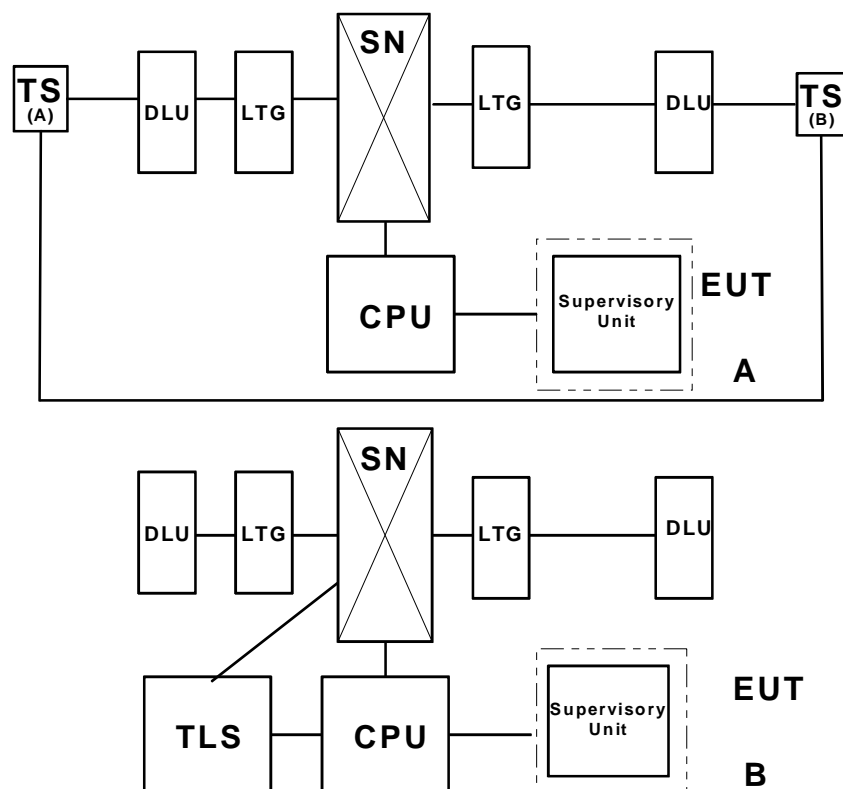 SN
TS
(A)
DLU
LTG
LTG
DLU
TS
(B)
CPU
Supervisory
Unit
EUT
A
SN
DLU
LTG
LTG
DLU
TLS
CPU
Supervisory
Unit
EUT
B